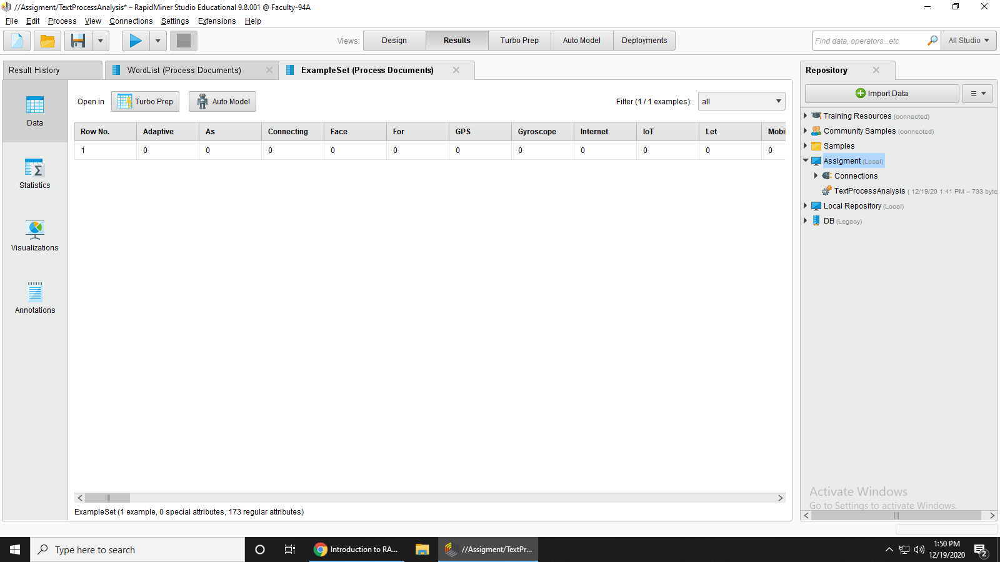 //Assigment/TextProcessAnalysis* – RapidMiner Studio Educational 9.8.001 @ Faculty-94A
File Edit Process View Connections Settings Extensions Help
Views: Design Results Turbo Prep Auto Model Deployments
Find data, operators...etc All Studio
Result History WordList (Process Documents) ExampleSet (Process Documents) Repository
Open in Turbo Prep Auto Model Filter (1 / 1 examples): all
Import Data
Data
Statistics
Visualizations
Annotations
Row No. Adaptive As Connecting Face For GPS Gyroscope Internet IoT Let Mobi
1 0 0 0 0 0 0 0 0 0 0 0
ExampleSet (1 example, 0 special attributes, 173 regular attributes)
Training Resources (connected)
Community Samples (connected)
Samples
Assigment (Local)
Connections
TextProcessAnalysis ( 12/19/20 1:41 PM – 733 byte
Local Repository (Local)
DB (Legacy)
Activate Windows
Go to Settings to activate Windows.
Type here to search
Introduction to RA...
//Assigment/TextPr...
1:50 PM
12/19/2020
2